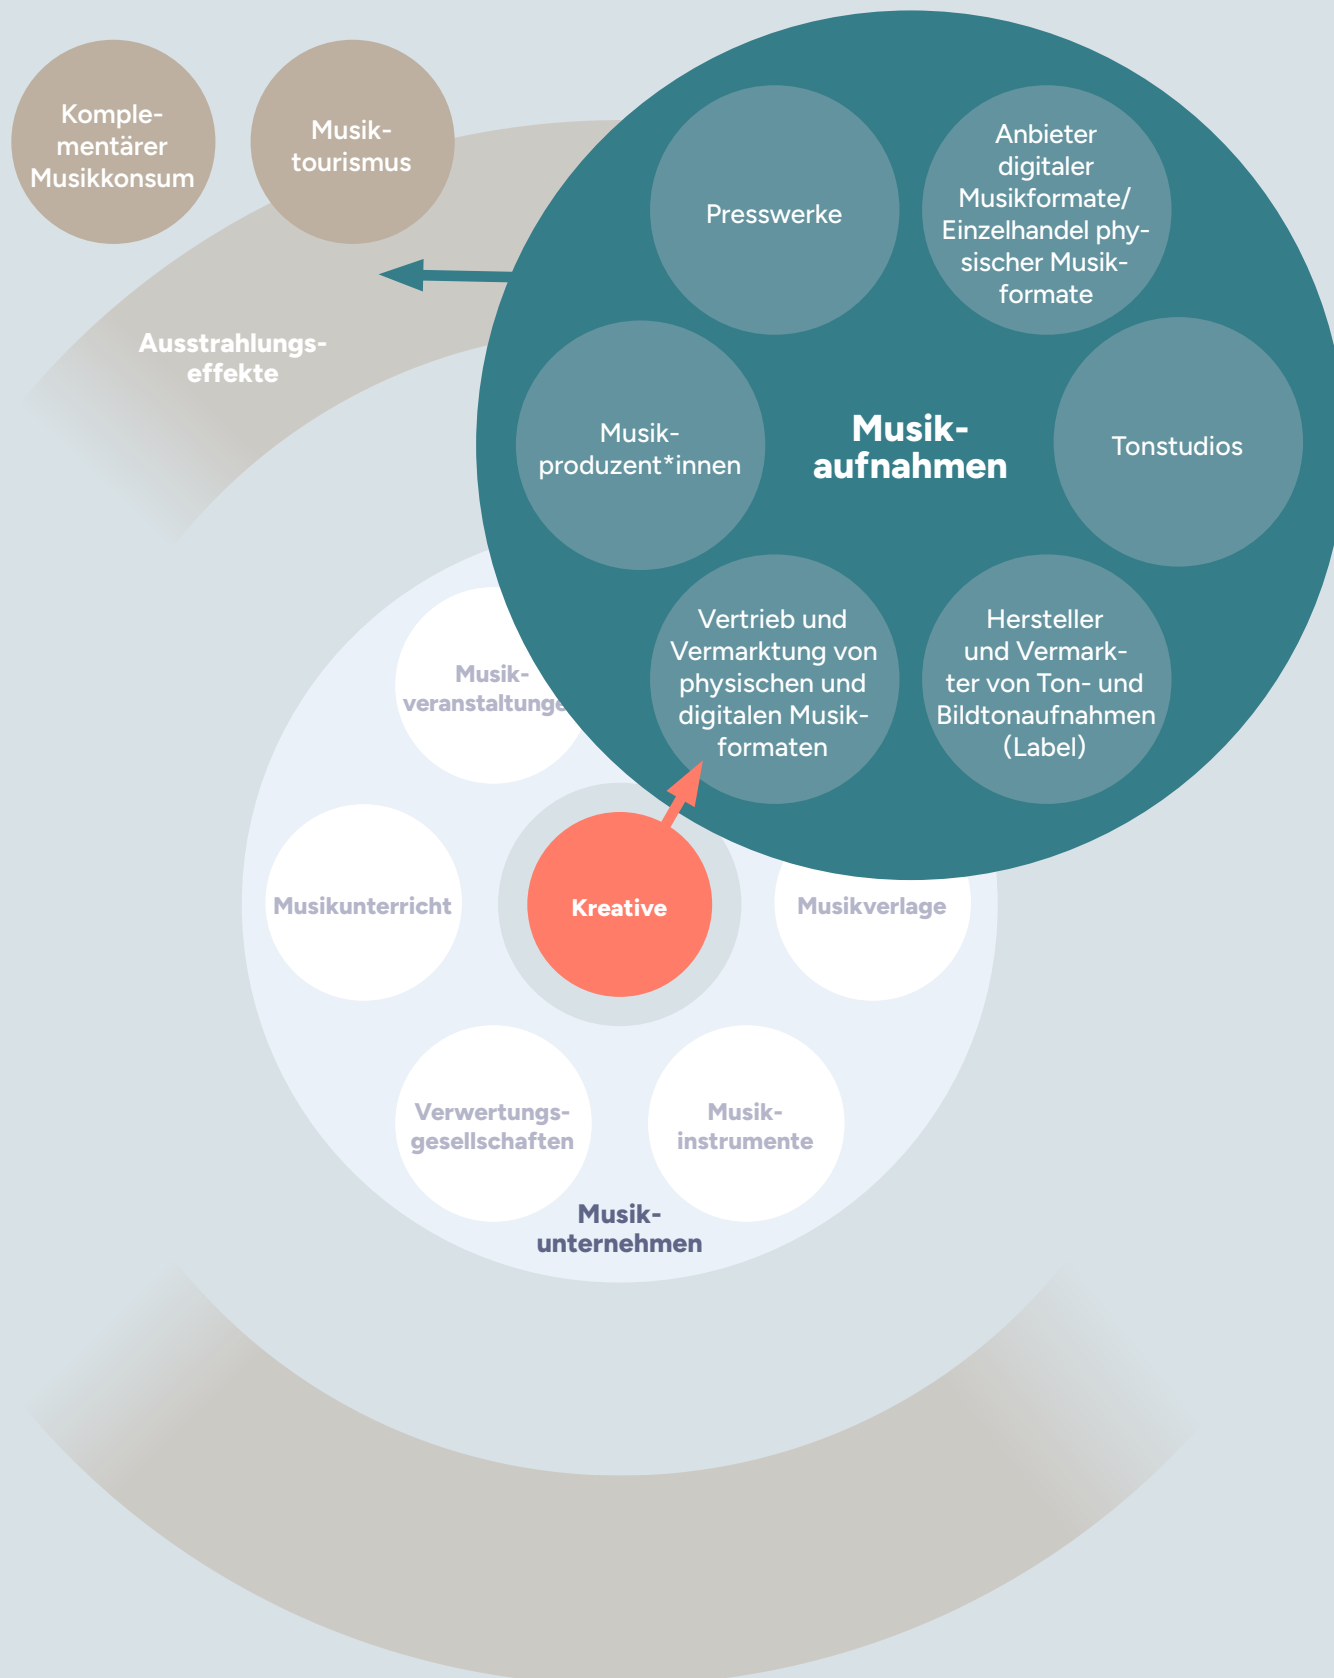 Komple-
mentärer
Musikkonsum
Musik-
tourismus
Ausstrahlungs-
effekte
Presswerke
Anbieter
digitaler
Musikformate/
Einzelhandel phy-
sischer Musik-
formate
Musik-
produzent*innen
Musik-
aufnahmen
Tonstudios
Vertrieb und
Vermarktung von
physischen und
digitalen Musik-
formaten
Hersteller
und Vermark-
ter von Ton- und
Bildtonaufnahmen
(Label)
Musik-
veranstaltunge
Musikunterricht
Kreative
Musikverlage
Verwertungs-
gesellschaften
Musik-
instrumente
Musik-
unternehmen